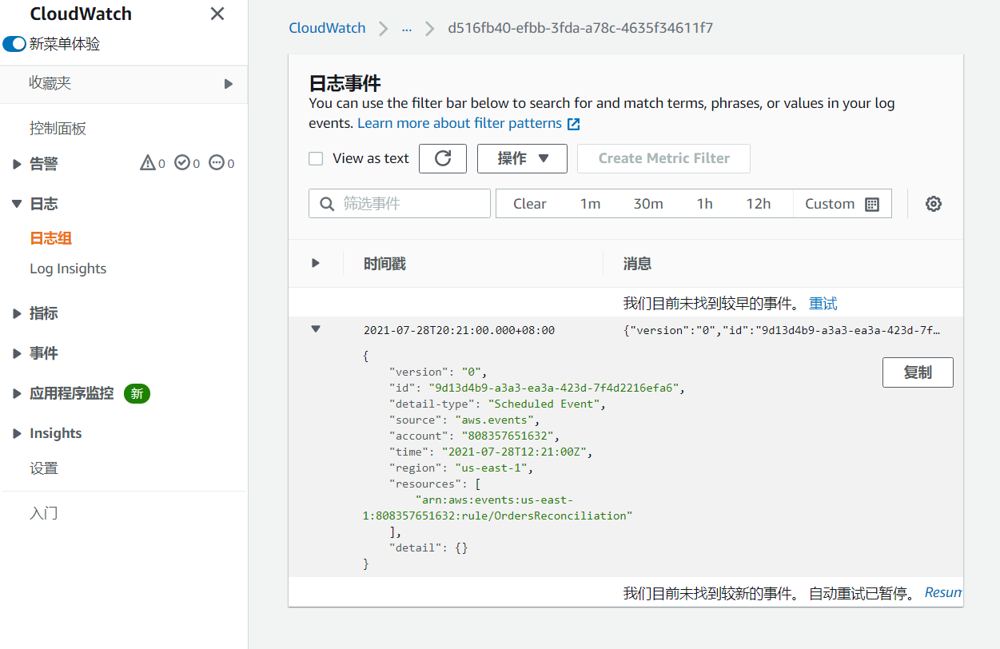 CloudWatch
新菜单体验
收藏夹
控制面板
告警 0 0 0
日志
日志组
Log Insights
指标
事件
应用程序监控 新
Insights
设置
入门
CloudWatch ... d516fb40-efbb-3fda-a78c-4635f34611f7
日志事件
You can use the filter bar below to search for and match terms, phrases, or values in your log
events. Learn more about filter patterns
View as text 操作 Create Metric Filter
筛选事件 Clear 1m 30m 1h 12h Custom
时间戳 消息
我们目前未找到较早的事件。 重试
2021-07-28T20:21:00.000+08:00 {"version":"0","id":"9d13d4b9-a3a3-ea3a-423d-7f…
{
复制
"version": "0",
"id": "9d13d4b9-a3a3-ea3a-423d-7f4d2216efa6",
"detail-type": "Scheduled Event",
"source": "aws.events",
"account": "808357651632",
"time": "2021-07-28T12:21:00Z",
"region": "us-east-1",
"resources": [
"arn:aws:events:us-east-
1:808357651632:rule/OrdersReconciliation"
],
"detail": {}
}
我们目前未找到较新的事件。 自动重试已暂停。 Resum